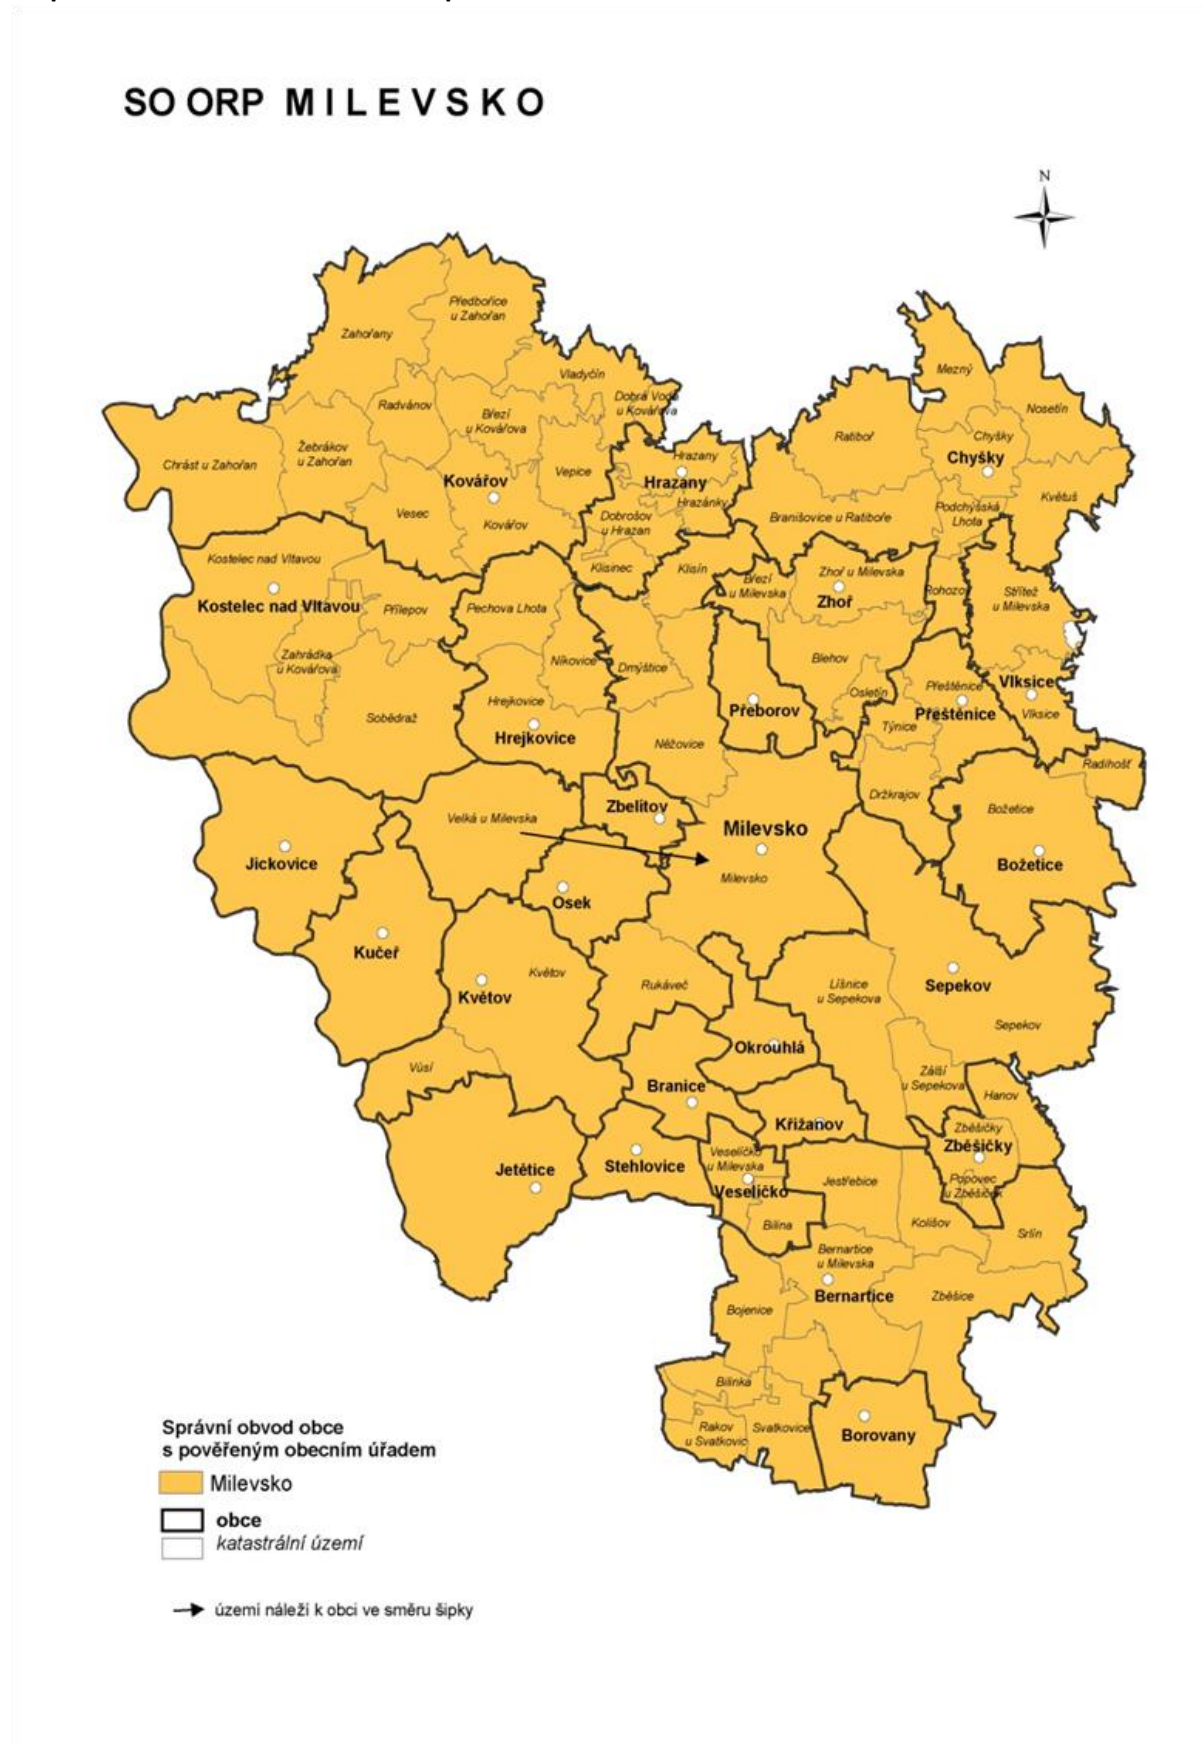 SO ORP MILEVSKO
N
Předbořice
u Zahořan
Zahořany
Vladyčín
Mezný
Radvánov
Dobrá Voda
u Kovářova
Březí
u Kovářova
Nosetín
Žebrákov
u Zahořan
Ratiboř
Chyšky
Chyšky
Chrást u Zahořan
Hrazany
Hrazany
Vepice
Kovářov
Kovářov
Vesec
Hrazánky
Květuš
Dobrošov
u Hrazan
Branišovice u Ratiboře
Podchýšská
Lhota
Kostelec nad Vltavou
Kostelec nad Vltavou
Klisinec
Klisín
Březí
u Milevska
Zhoř u Milevska
Zhoř
Rohozov
Střítež
u Milevska
Přílepov
Pechova Lhota
Zahrádka
u Kovářova
Níkovice
Dmýštice
Blehov
Osletín
Přeštěnice
Přeštěnice
Vlksice
Vlksice
Sobědraž
Hrejkovice
Hrejkovice
Přeborov
Týnice
Něžovice
Radihošť
Držkrajov
Božetice
Božetice
Zbelítov
Velká u Milevska
Milevsko
Milevsko
Jickovice
Osek
Kučeř
Květov
Květov
Rukáveč
Líšnice
u Sepekova
Sepekov
Sepekov
Okrouhlá
Vůsí
Branice
Zálší
u Sepekova
Hanov
Křižanov
Zběšičky
Zběšičky
Jetětice
Stehlovice
Veselíčko
u Milevska
Veselíčko
Jestřebice
Popovec
u Zběšiček
Bilina
Kolišov
Srlín
Bernartice
u Milevska
Bernartice
Bojenice
Zběšice
Bilinka
Rakov
u Svatkovic
Svatkovice
Borovany
Správní obvod obce
s pověřeným obecním úřadem
Milevsko
obce
katastrální území
území náleží k obci ve směru šipky